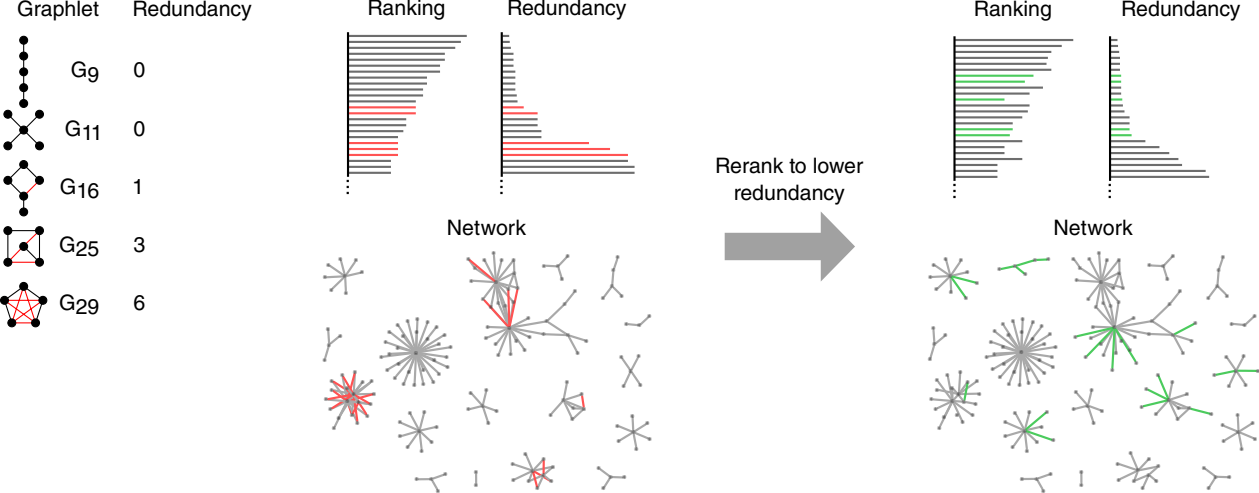 Graphlet Redundancy
G9 0
G11 0
G16 1
G25 3
G29 6
Ranking Redundancy
Network
Rerank to lower
redundancy
Ranking Redundancy
Network